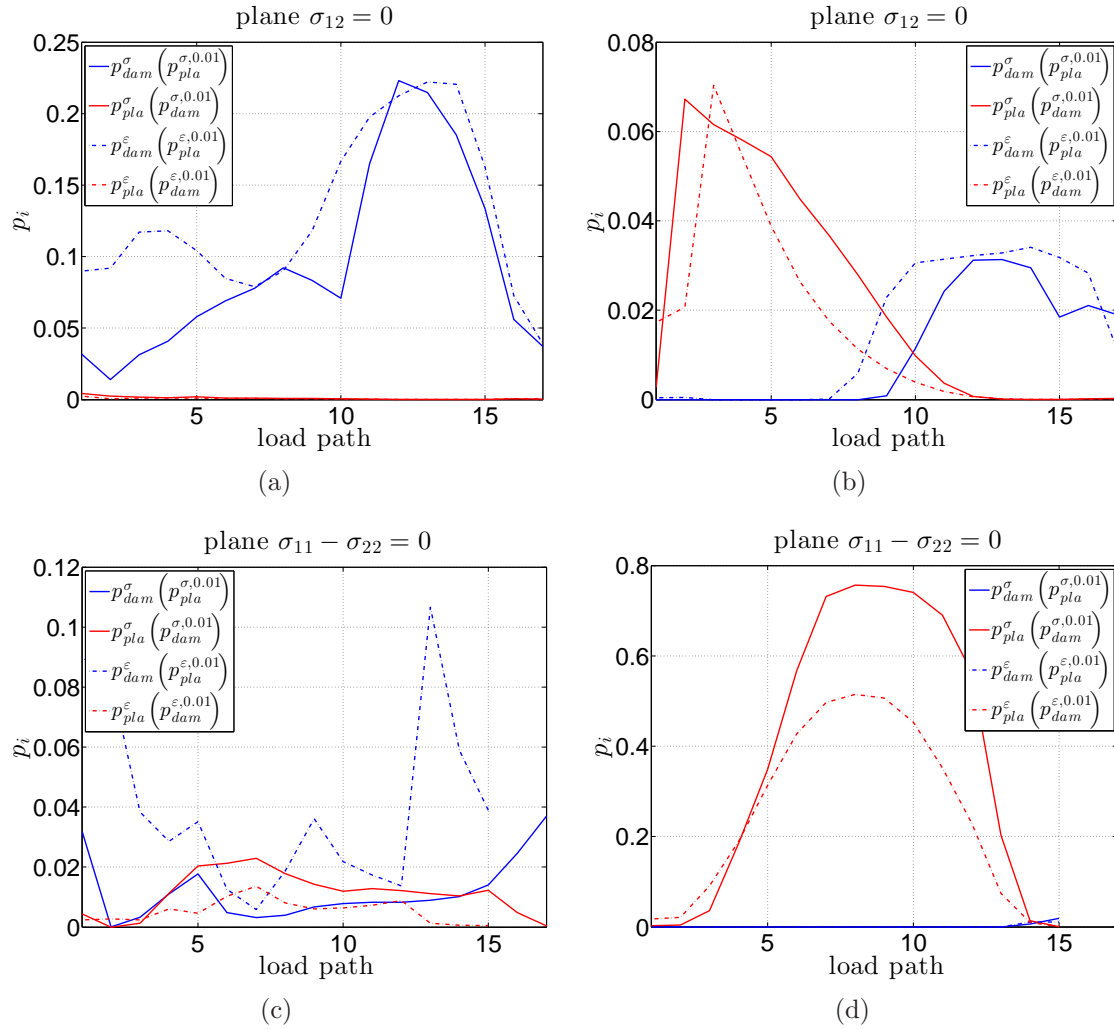 plane σ₁₂ = 0
0.25
0.2
0.15
0.1
0.05
0
p_i
p^σ_dam (p^{σ,0.01}_pla)
p^σ_pla (p^{σ,0.01}_dam)
p^ε_dam (p^{ε,0.01}_pla)
p^ε_pla (p^{ε,0.01}_dam)
5 10 15
load path
(a)
plane σ₁₂ = 0
0.08
0.06
0.04
0.02
0
p_i
p^σ_dam (p^{σ,0.01}_pla)
p^σ_pla (p^{σ,0.01}_dam)
p^ε_dam (p^{ε,0.01}_pla)
p^ε_pla (p^{ε,0.01}_dam)
5 10 15
load path
(b)
plane σ₁₁ − σ₂₂ = 0
0.12
0.1
0.08
0.06
0.04
0.02
0
p_i
p^σ_dam (p^{σ,0.01}_pla)
p^σ_pla (p^{σ,0.01}_dam)
p^ε_dam (p^{ε,0.01}_pla)
p^ε_pla (p^{ε,0.01}_dam)
5 10 15
load path
(c)
plane σ₁₁ − σ₂₂ = 0
0.8
0.6
0.4
0.2
0
p_i
p^σ_dam (p^{σ,0.01}_pla)
p^σ_pla (p^{σ,0.01}_dam)
p^ε_dam (p^{ε,0.01}_pla)
p^ε_pla (p^{ε,0.01}_dam)
5 10 15
load path
(d)